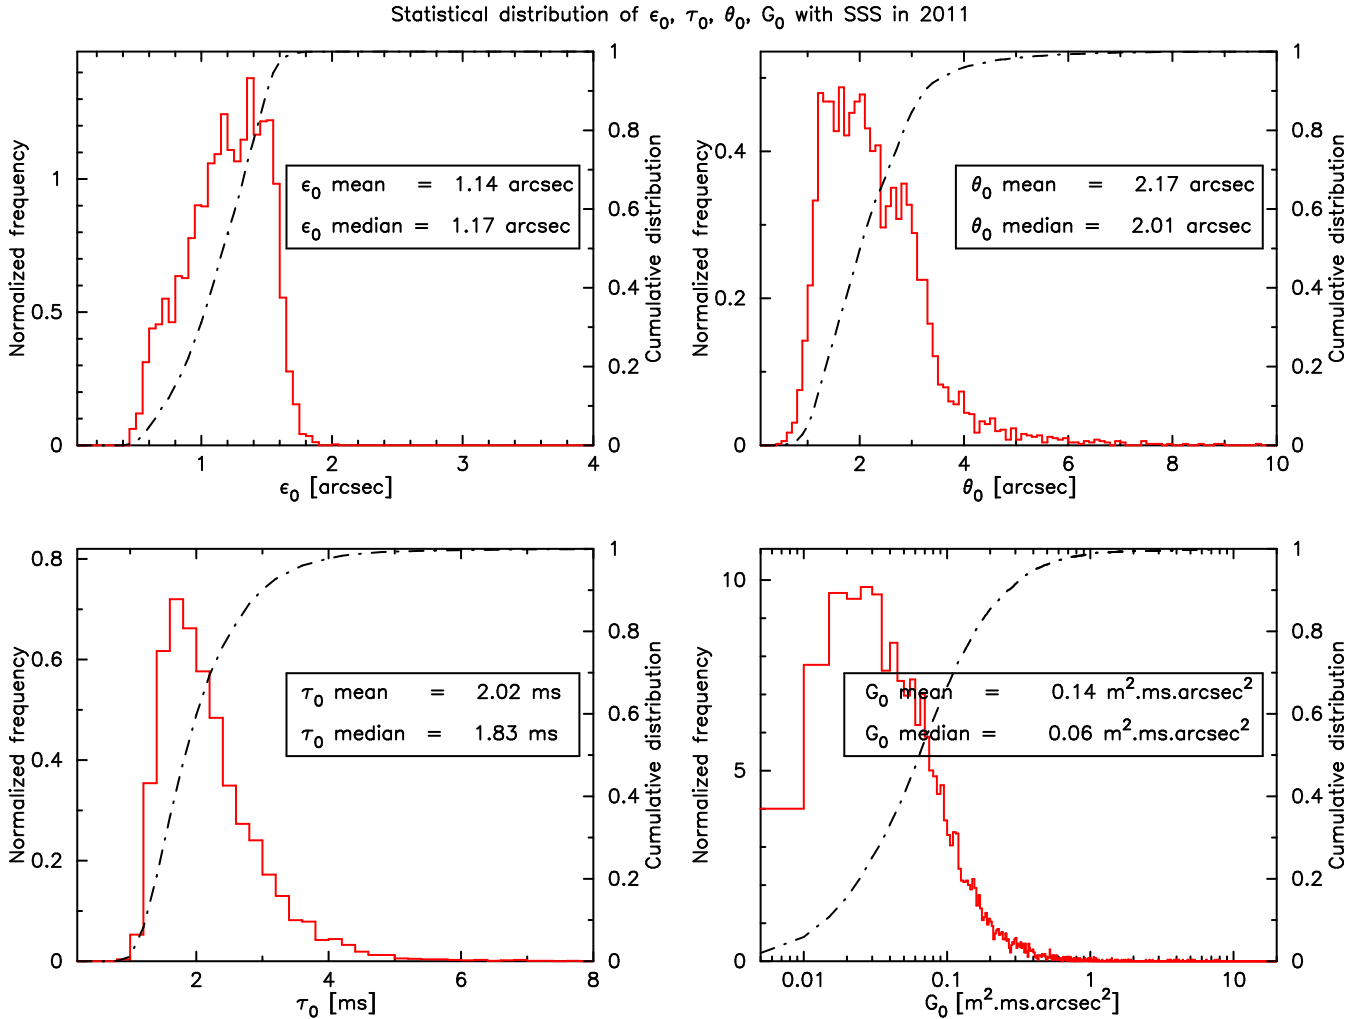 Statistical distribution of ϵ₀, τ₀, θ₀, G₀ with SSS in 2011
Normalized frequency
0
0.5
1
ϵ₀ mean = 1.14 arcsec
ϵ₀ median = 1.17 arcsec
0
0.2
0.4
0.6
0.8
1
Cumulative distribution
1
2
3
4
ϵ₀ [arcsec]
Normalized frequency
0
0.2
0.4
θ₀ mean = 2.17 arcsec
θ₀ median = 2.01 arcsec
0
0.2
0.4
0.6
0.8
1
Cumulative distribution
2
4
6
8
10
θ₀ [arcsec]
Normalized frequency
0
0.2
0.4
0.6
0.8
τ₀ mean = 2.02 ms
τ₀ median = 1.83 ms
0
0.2
0.4
0.6
0.8
1
Cumulative distribution
2
4
6
8
τ₀ [ms]
Normalized frequency
0
5
10
G₀ mean = 0.14 m².ms.arcsec²
G₀ median = 0.06 m².ms.arcsec²
0
0.2
0.4
0.6
0.8
1
Cumulative distribution
0.01
0.1
1
10
G₀ [m².ms.arcsec²]